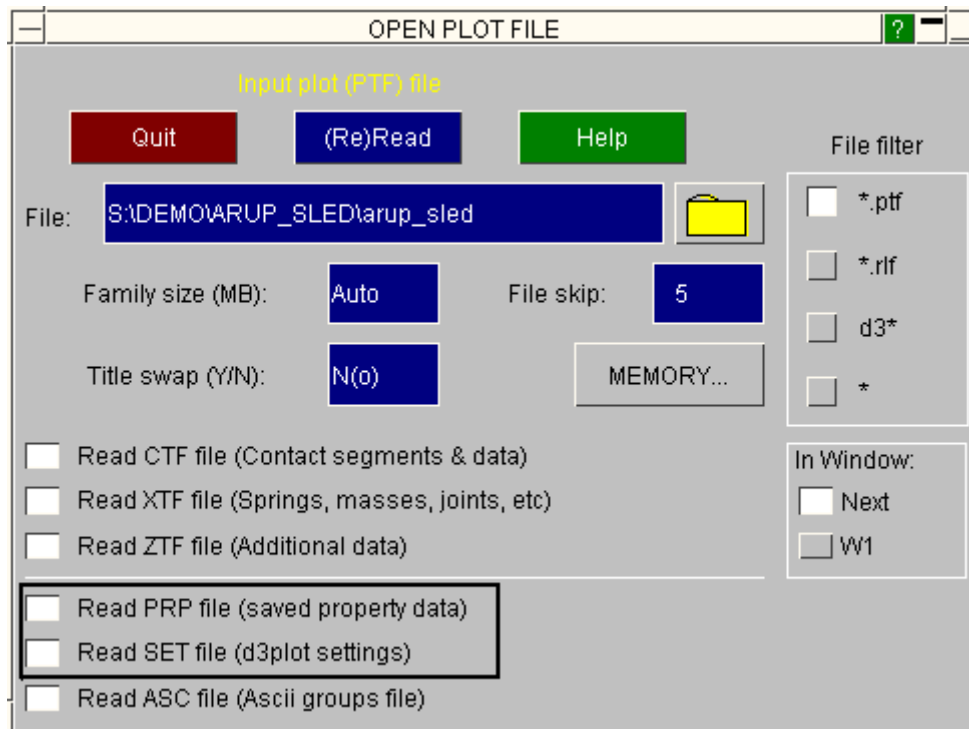 OPEN PLOT FILE
?
Input plot (PTF) file
Quit
(Re)Read
Help
File filter
File:
S:\DEMO\ARUP_SLED\arup_sled
*.ptf
*.rlf
d3*
*
Family size (MB):
Auto
File skip:
5
Title swap (Y/N):
N(o)
MEMORY...
Read CTF file (Contact segments & data)
Read XTF file (Springs, masses, joints, etc)
Read ZTF file (Additional data)
In Window:
Next
W1
Read PRP file (saved property data)
Read SET file (d3plot settings)
Read ASC file (Ascii groups file)